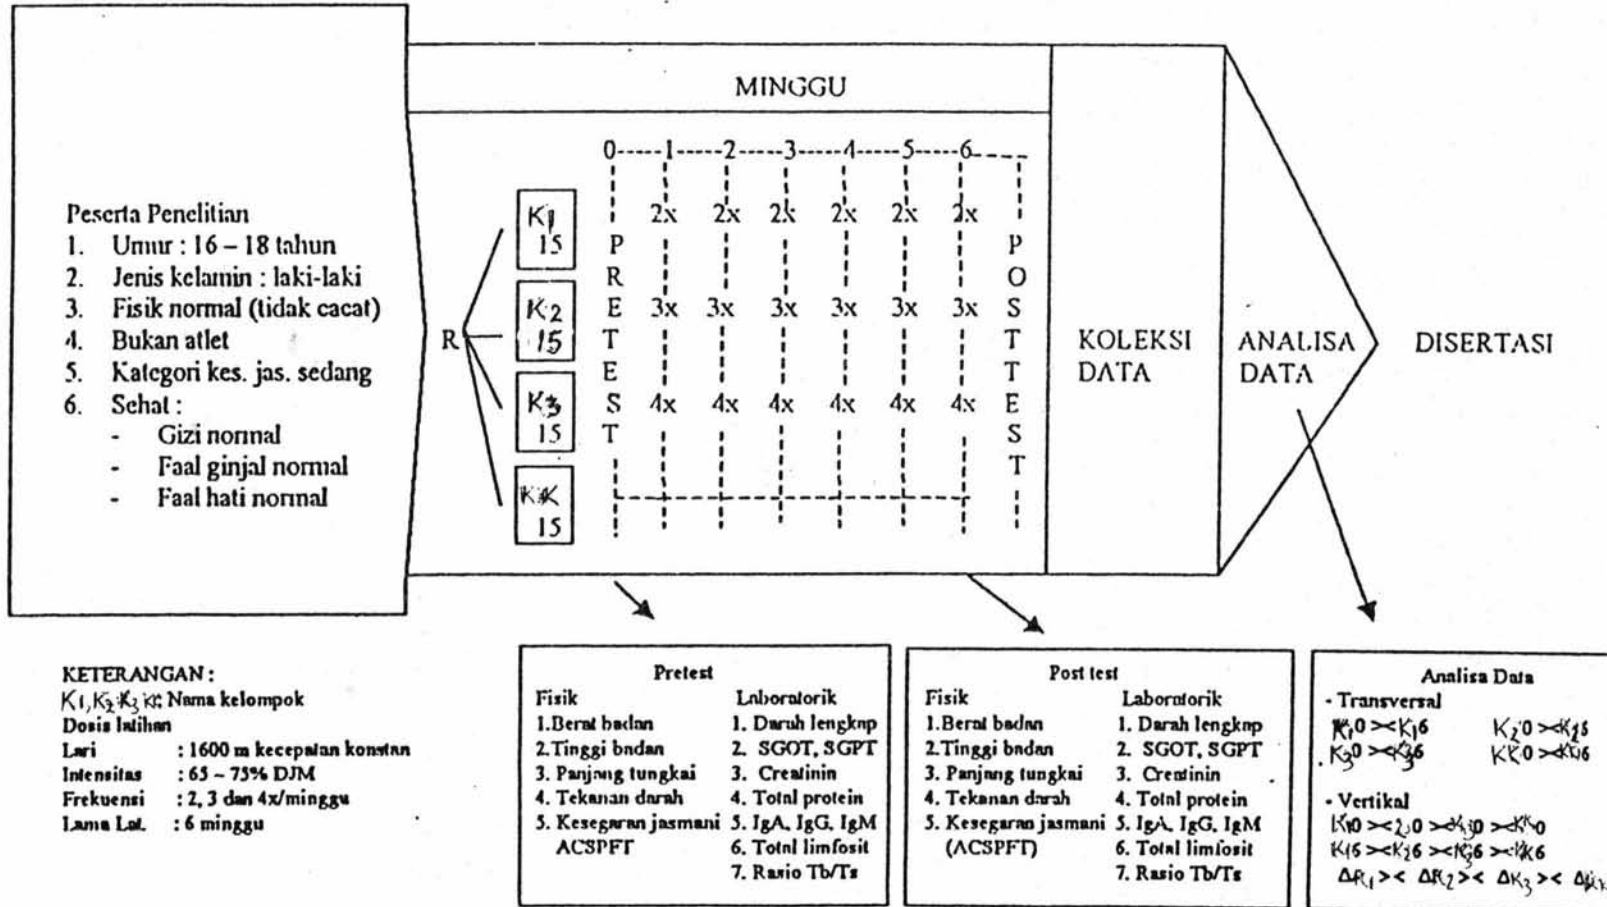 MINGGU
0-----1-----2-----3-----4-----5-----6-----
Peserta Penelitian
1. Umur : 16 – 18 tahun
2. Jenis kelamin : laki-laki
3. Fisik normal (tidak cacat)
4. Bukan atlet
5. Kategori kes. jas. sedang
6. Sehat :
- Gizi normal
- Faal ginjal normal
- Faal hati normal
R
K1
15
K2
15
K3
15
KK
15
PRETEST
2x 2x 2x 2x 2x 2x
3x 3x 3x 3x 3x 3x
4x 4x 4x 4x 4x 4x
POSTTEST
KOLEKSI
DATA
ANALISA
DATA
DISERTASI
KETERANGAN :
K1, K2, K3, KK: Nama kelompok
Dosis latihan
Lari : 1600 m kecepatan konstan
Intensitas : 65 – 75% DJM
Frekuensi : 2, 3 dan 4x/minggu
Lama Lat. : 6 minggu
Pretest
Fisik
1.Berat badan
2.Tinggi badan
3. Panjang tungkai
4. Tekanan darah
5. Kesegaran jasmani
ACSPFT
Laboratorik
1. Darah lengkap
2. SGOT, SGPT
3. Creatinin
4. Total protein
5. IgA, IgG, IgM
6. Total limfosit
7. Rasio Tb/Ts
Post test
Fisik
1.Berat badan
2.Tinggi badan
3. Panjang tungkai
4. Tekanan darah
5. Kesegaran jasmani
(ACSPFT)
Laboratorik
1. Darah lengkap
2. SGOT, SGPT
3. Creatinin
4. Total protein
5. IgA, IgG, IgM
6. Total limfosit
7. Rasio Tb/Ts
Analisa Data
- Transversal
K₁0 >< K₁6 K₂0 >< K₂6
K₃0 >< K₃6 KK0 >< KK6
- Vertikal
K10 >< 20 >< K30 >< KK0
K16 >< K26 >< K36 >< KK6
ΔK₁ >< ΔK₂ >< ΔK₃ ><